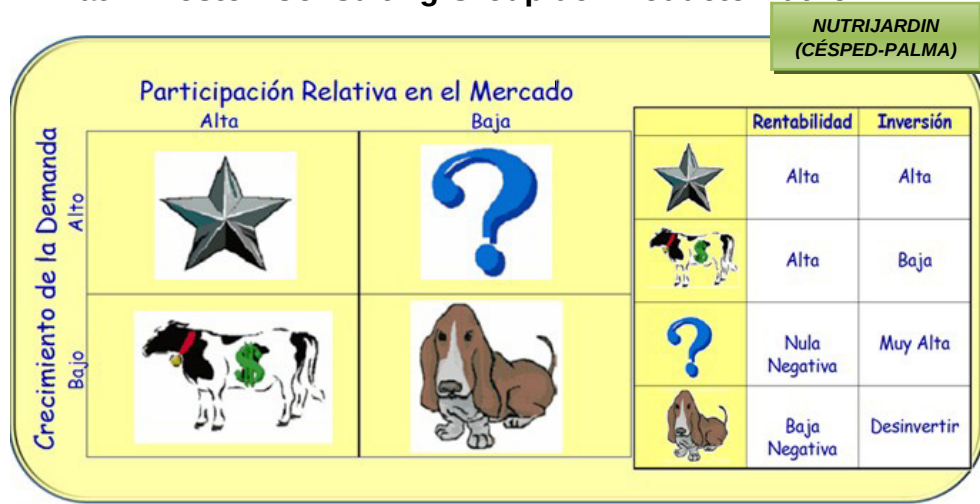 NUTRIJARDIN
(CÉSPED-PALMA)
Participación Relativa en el Mercado
Alta Baja
Crecimiento de la Demanda
Alto
Bajo
Rentabilidad Inversión
Alta Alta
Alta Baja
Nula
Negativa
Muy Alta
Baja
Negativa
Desinvertir
$
$